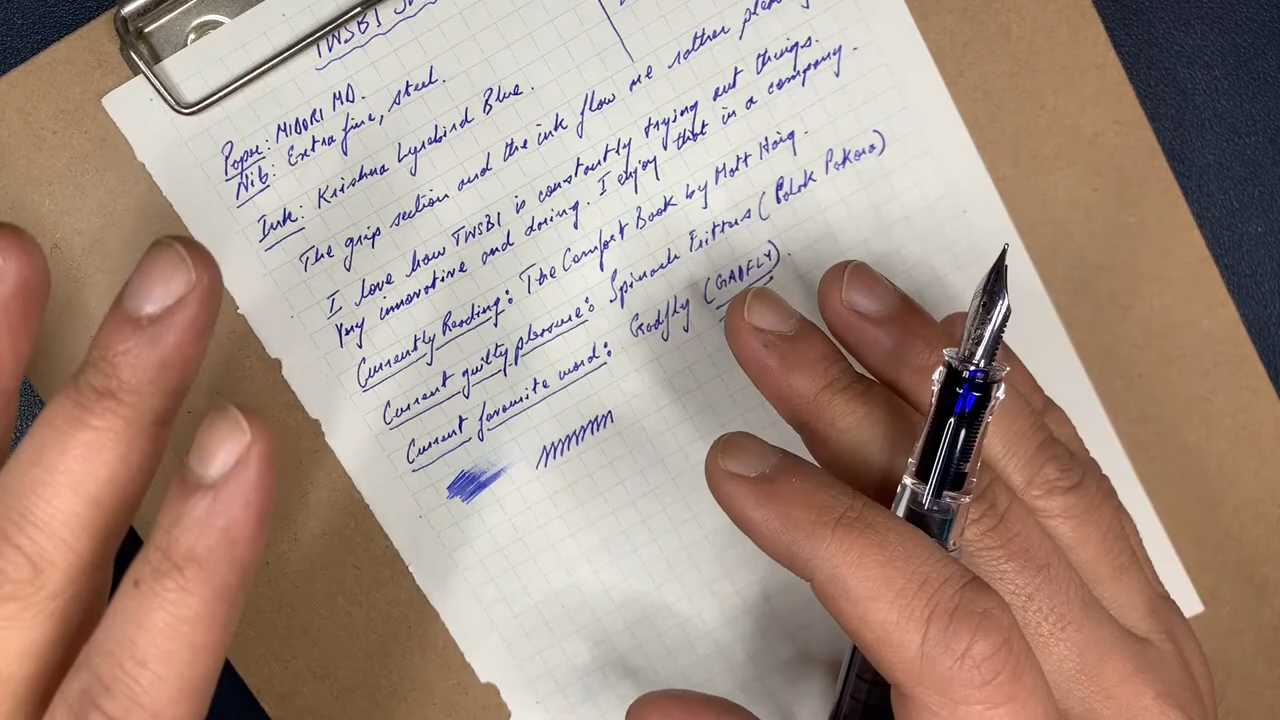 TWSBI
Paper: MIDORI MD.
Nib: Extra fine, steel.
Ink: Krishna Lyrebird Blue.
The grip section and the ink flow are rather
I love how TWSBI is constantly trying out things.
Very innovative and daring. I enjoy that in a company.
Currently Reading: The Comfort Book by Matt Haig.
Current guilty pleasure: Spinach Fritters (Palak Pakora)
Current favourite word: Gadfly (GADFLY).